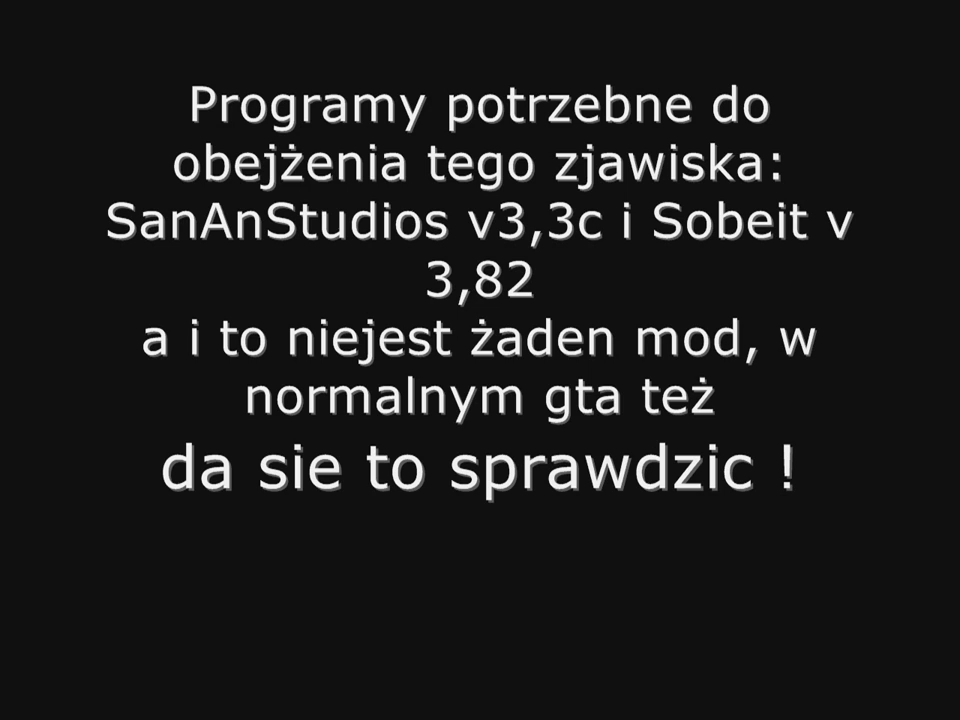 Programy potrzebne do
obejżenia tego zjawiska:
SanAnStudios v3,3c i Sobeit v
3,82
a i to niejest żaden mod, w
normalnym gta też
da sie to sprawdzic !